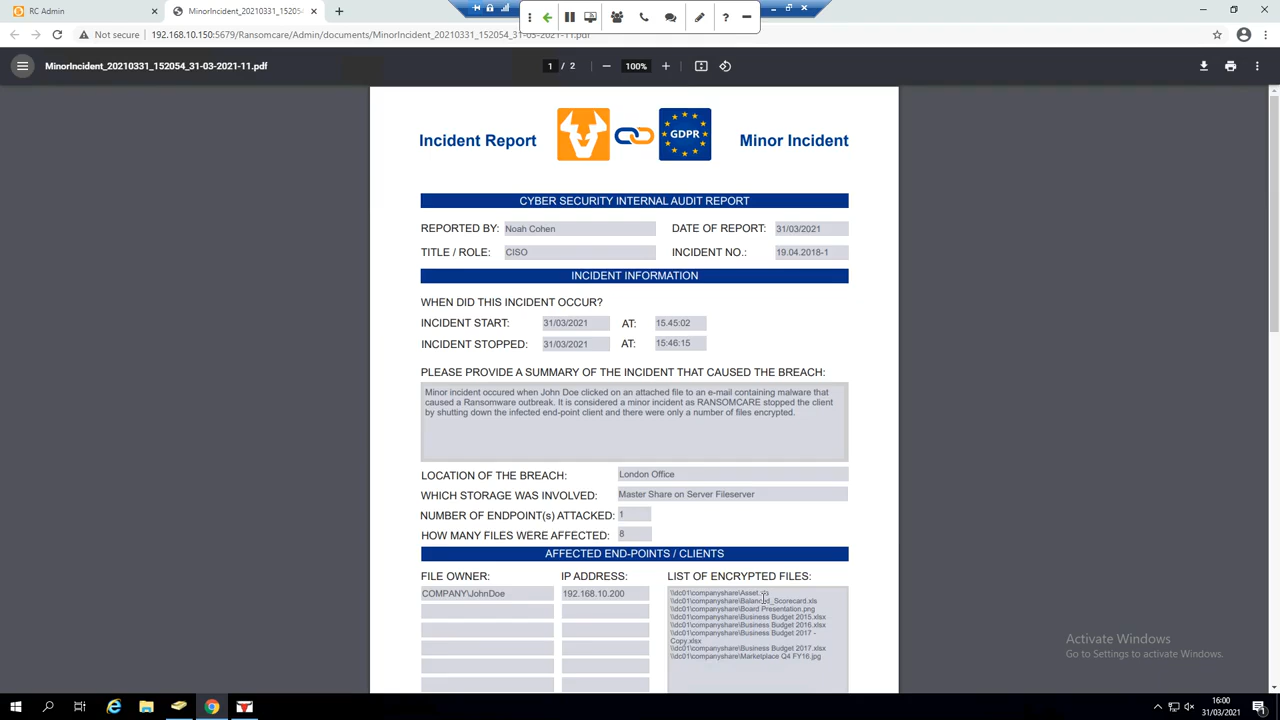 RC Admin
MinorIncident_20210331_152054
Not secure
192.168.10.150:5679/Ransomcare/Admin/documents/MinorIncident_20210331_152054_31-03-2021-11.pdf
MinorIncident_20210331_152054_31-03-2021-11.pdf
1 / 2
100%
Incident Report
GDPR
Minor Incident
CYBER SECURITY INTERNAL AUDIT REPORT
REPORTED BY: Noah Cohen DATE OF REPORT: 31/03/2021
TITLE / ROLE: CISO INCIDENT NO.: 19.04.2018-1
INCIDENT INFORMATION
WHEN DID THIS INCIDENT OCCUR?
INCIDENT START: 31/03/2021 AT: 15.45:02
INCIDENT STOPPED: 31/03/2021 AT: 15:46:15
PLEASE PROVIDE A SUMMARY OF THE INCIDENT THAT CAUSED THE BREACH:
Minor incident occured when John Doe clicked on an attached file to an e-mail containing malware that
caused a Ransomware outbreak. It is considered a minor incident as RANSOMCARE stopped the client
by shutting down the infected end-point client and there were only a number of files encrypted.
LOCATION OF THE BREACH: London Office
WHICH STORAGE WAS INVOLVED: Master Share on Server Fileserver
NUMBER OF ENDPOINT(s) ATTACKED: 1
HOW MANY FILES WERE AFFECTED: 8
AFFECTED END-POINTS / CLIENTS
FILE OWNER: IP ADDRESS: LIST OF ENCRYPTED FILES:
COMPANY\JohnDoe 192.168.10.200
\\dc01\companyshare\Asset.xls
\\dc01\companyshare\Balanced_Scorecard.xls
\\dc01\companyshare\Board Presentation.png
\\dc01\companyshare\Business Budget 2015.xlsx
\\dc01\companyshare\Business Budget 2016.xlsx
\\dc01\companyshare\Business Budget 2017 -
Copy.xlsx
\\dc01\companyshare\Business Budget 2017.xlsx
\\dc01\companyshare\Marketplace Q4 FY16.jpg
Activate Windows
Go to Settings to activate Windows.
16:00
31/03/2021
1